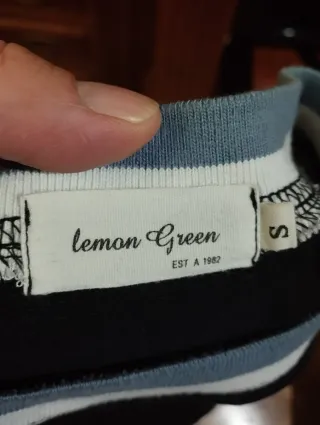 lemon Green
EST A 1982
S